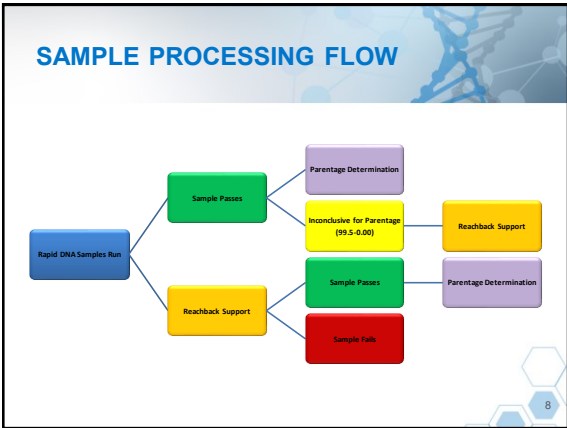 SAMPLE PROCESSING FLOW
Parentage Determination
Sample Passes
Inconclusive for Parentage
(99.5-0.00)
Reachback Support
Rapid DNA Samples Run
Sample Passes
Parentage Determination
Reachback Support
Sample Fails
8